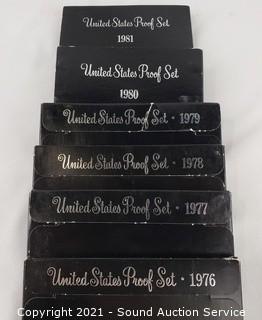 United States Proof Set
1981
United States Proof Set
1980
United States Proof Set · 1979
United States Proof Set · 1978
United States Proof Set · 1977
United States Proof Set · 1976
Copyright 2021 - Sound Auction Service